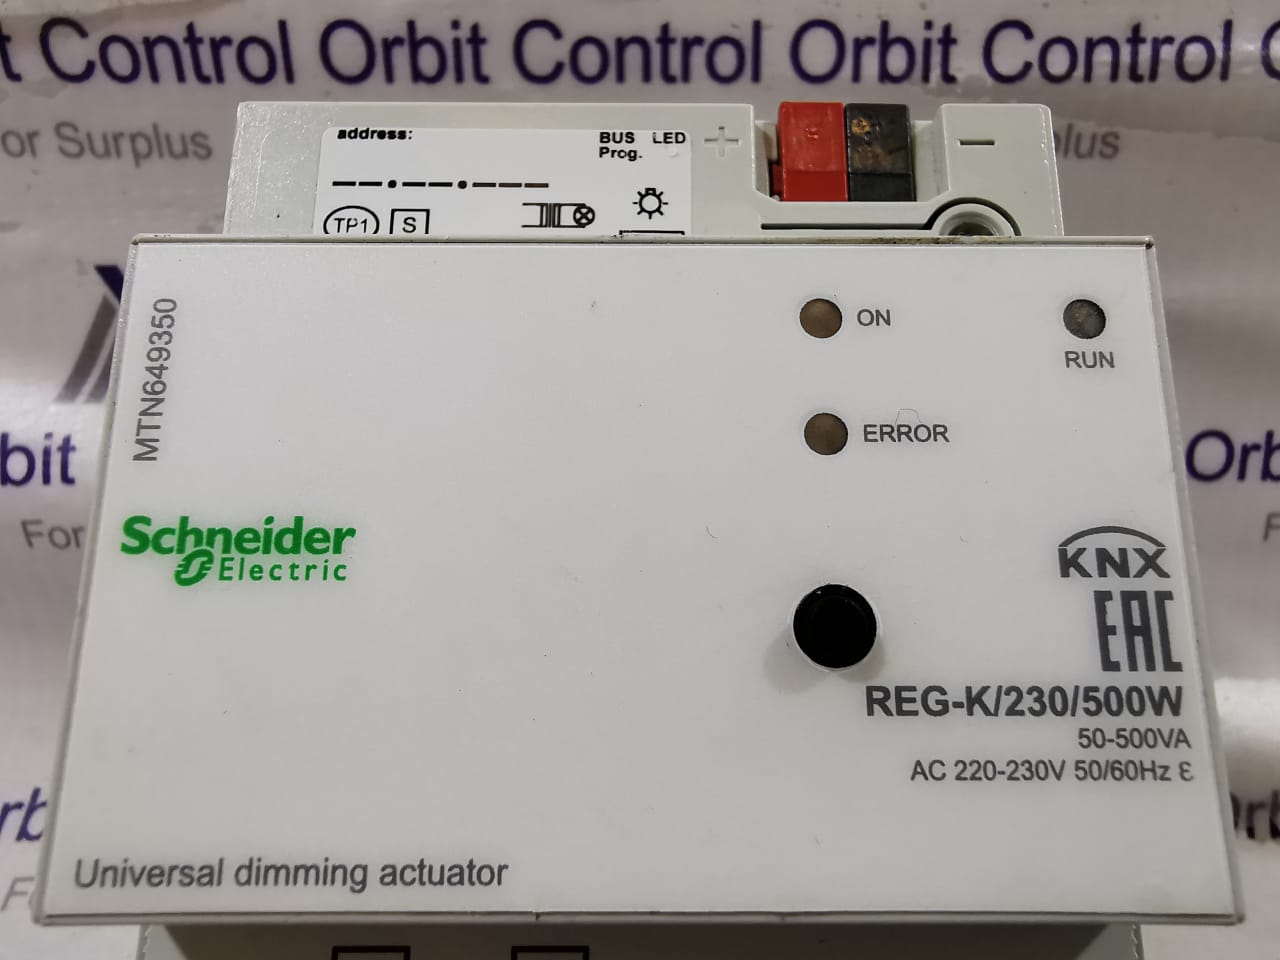 t Control Orbit Control Orbit Control
or Surplus
plus
address:
BUS LED
Prog.
+
−
TP1 S
MTN649350
ON
RUN
ERROR
bit
Orb
For
Schneider
Electric
KNX
EAC
REG-K/230/500W
50-500VA
AC 220-230V 50/60Hz ε
Universal dimming actuator